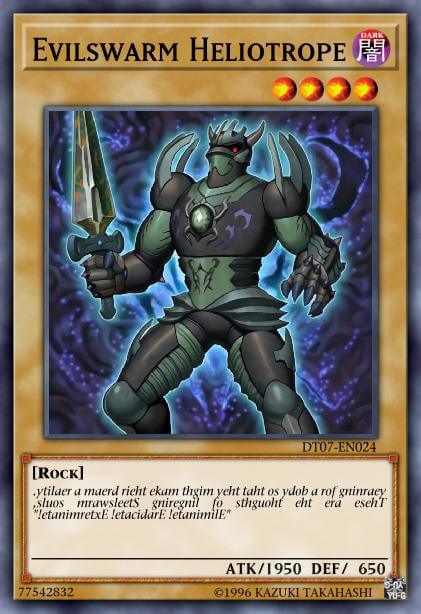 EVILSWARM HELIOTROPE
DARK
闇
DT07-EN024
[ROCK]
.ytilaer a maerd rieht ekam thgim yeht taht os ydob a rof gninraey
,sluos mrawsleetS gniregnil fo sthguoht eht era esehT
"!etanimretxE !etacidarE !etanimilE"
ATK/1950 DEF/ 650
77542832
©1996 KAZUKI TAKAHASHI